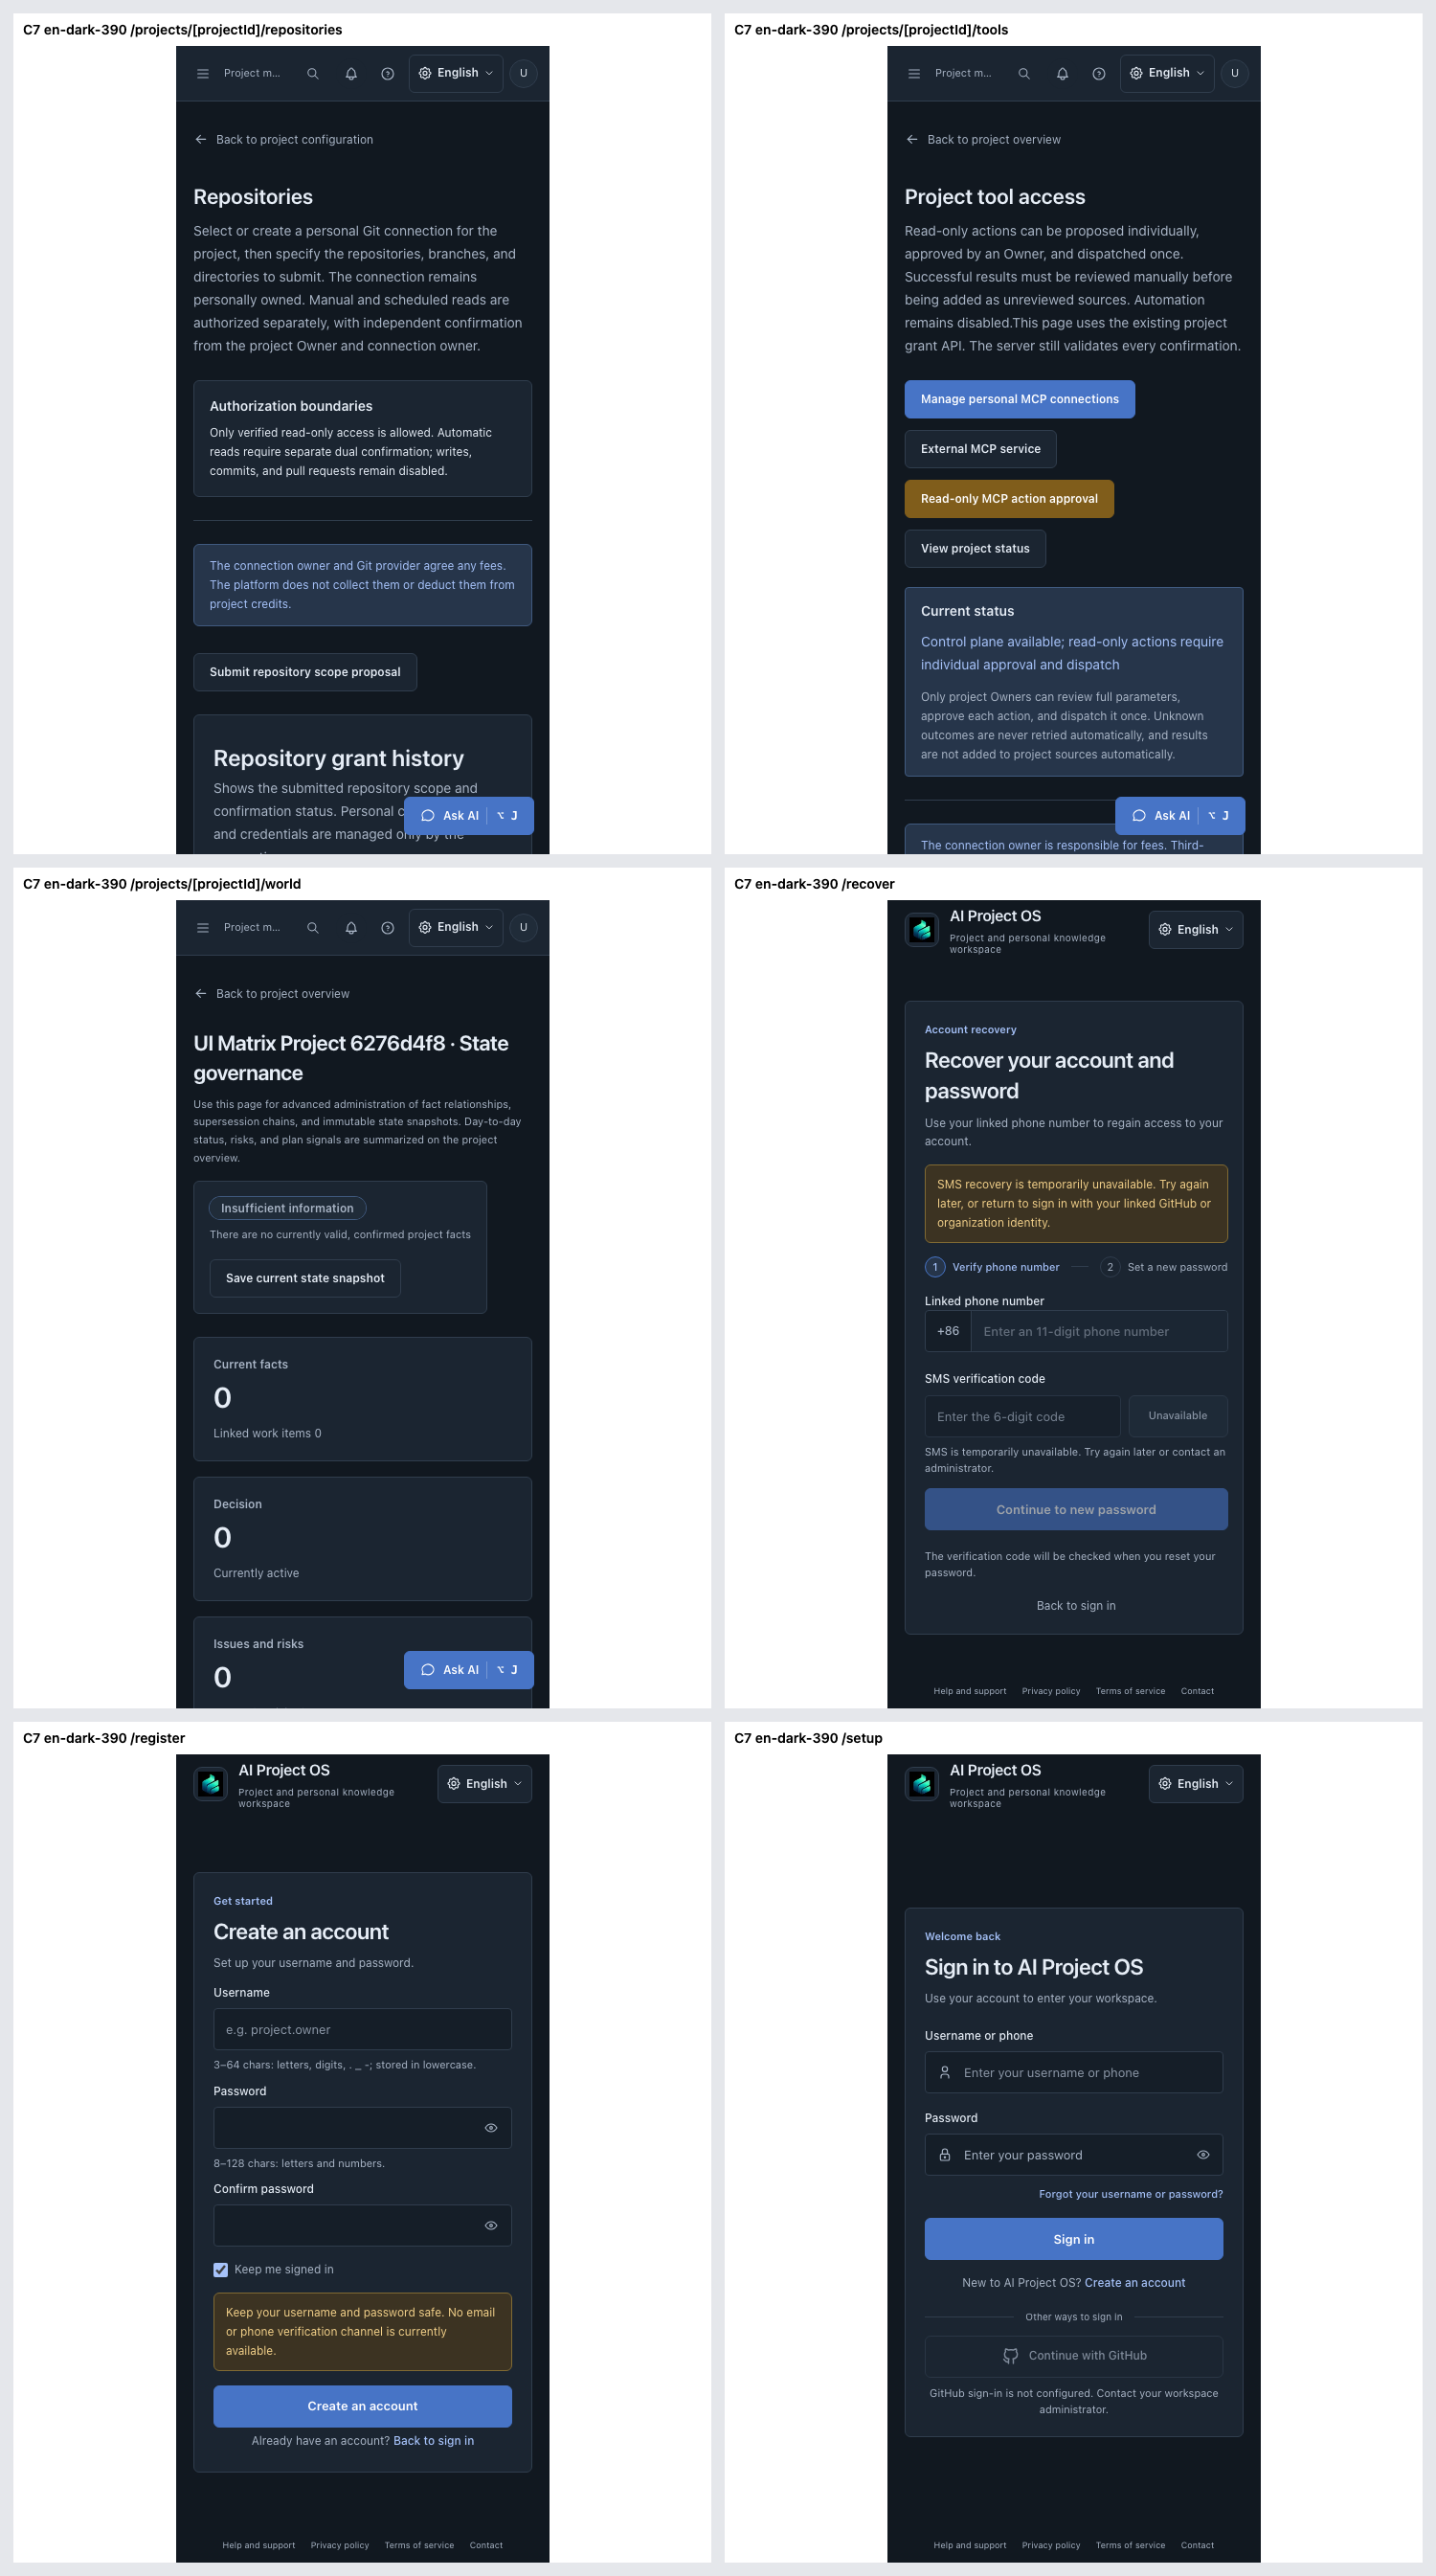 C7 en-dark-390 /projects/[projectId]/repositories
Project m...
English
U
Back to project configuration
Repositories
Select or create a personal Git connection for the
project, then specify the repositories, branches, and
directories to submit. The connection remains
personally owned. Manual and scheduled reads are
authorized separately, with independent confirmation
from the project Owner and connection owner.
Authorization boundaries
Only verified read-only access is allowed. Automatic
reads require separate dual confirmation; writes,
commits, and pull requests remain disabled.
The connection owner and Git provider agree any fees.
The platform does not collect them or deduct them from
project credits.
Submit repository scope proposal
Repository grant history
Shows the submitted repository scope and
confirmation status. Personal
and credentials are managed only by the
Ask AI ⌥ J
C7 en-dark-390 /projects/[projectId]/tools
Project m...
English
U
Back to project overview
Project tool access
Read-only actions can be proposed individually,
approved by an Owner, and dispatched once.
Successful results must be reviewed manually before
being added as unreviewed sources. Automation
remains disabled.This page uses the existing project
grant API. The server still validates every confirmation.
Manage personal MCP connections
External MCP service
Read-only MCP action approval
View project status
Current status
Control plane available; read-only actions require
individual approval and dispatch
Only project Owners can review full parameters,
approve each action, and dispatch it once. Unknown
outcomes are never retried automatically, and results
are not added to project sources automatically.
Ask AI ⌥ J
The connection owner is responsible for fees. Third-
C7 en-dark-390 /projects/[projectId]/world
Project m...
English
U
Back to project overview
UI Matrix Project 6276d4f8 · State
governance
Use this page for advanced administration of fact relationships,
supersession chains, and immutable state snapshots. Day-to-day
status, risks, and plan signals are summarized on the project
overview.
Insufficient information
There are no currently valid, confirmed project facts
Save current state snapshot
Current facts
0
Linked work items 0
Decision
0
Currently active
Issues and risks
0
Ask AI ⌥ J
C7 en-dark-390 /recover
AI Project OS
Project and personal knowledge
workspace
English
Account recovery
Recover your account and
password
Use your linked phone number to regain access to your
account.
SMS recovery is temporarily unavailable. Try again
later, or return to sign in with your linked GitHub or
organization identity.
1 Verify phone number
2 Set a new password
Linked phone number
+86 Enter an 11-digit phone number
SMS verification code
Enter the 6-digit code
Unavailable
SMS is temporarily unavailable. Try again later or contact an
administrator.
Continue to new password
The verification code will be checked when you reset your
password.
Back to sign in
Help and support Privacy policy Terms of service Contact
C7 en-dark-390 /register
AI Project OS
Project and personal knowledge
workspace
English
Get started
Create an account
Set up your username and password.
Username
e.g. project.owner
3–64 chars: letters, digits, . _ -; stored in lowercase.
Password
8–128 chars: letters and numbers.
Confirm password
Keep me signed in
Keep your username and password safe. No email
or phone verification channel is currently
available.
Create an account
Already have an account? Back to sign in
Help and support Privacy policy Terms of service Contact
C7 en-dark-390 /setup
AI Project OS
Project and personal knowledge
workspace
English
Welcome back
Sign in to AI Project OS
Use your account to enter your workspace.
Username or phone
Enter your username or phone
Password
Enter your password
Forgot your username or password?
Sign in
New to AI Project OS? Create an account
Other ways to sign in
Continue with GitHub
GitHub sign-in is not configured. Contact your workspace
administrator.
Help and support Privacy policy Terms of service Contact